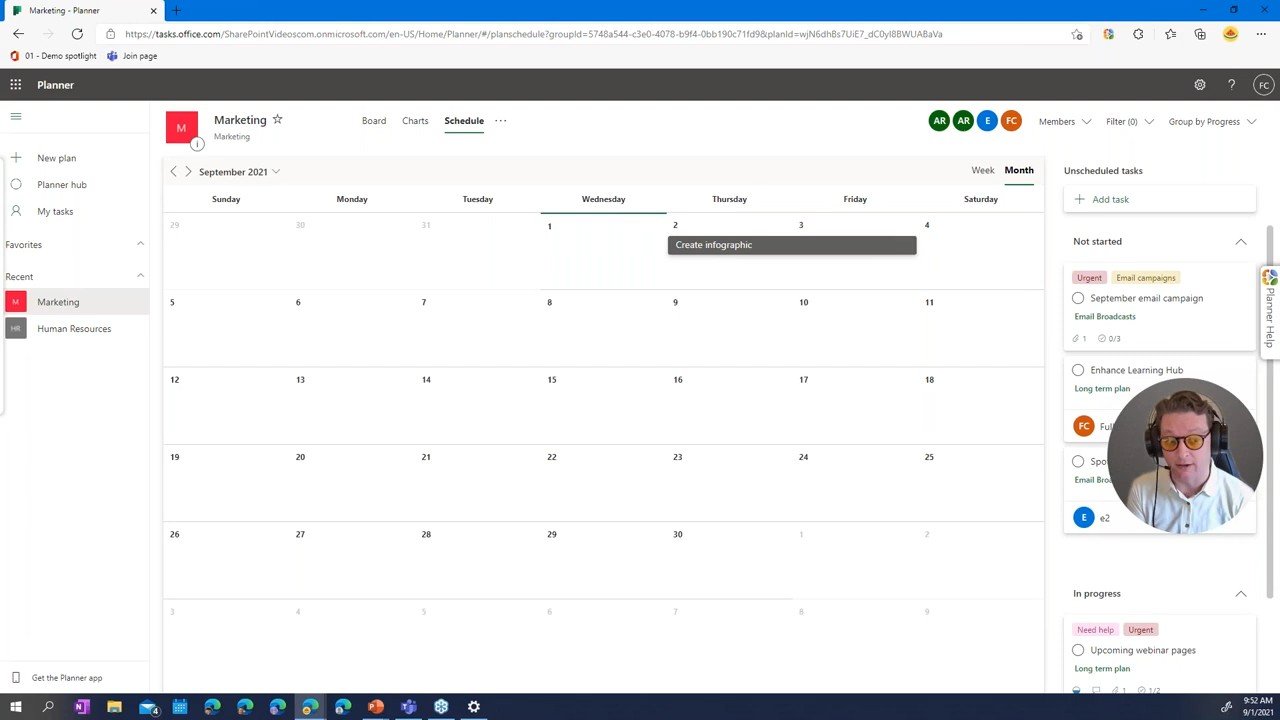 Marketing - Planner
https://tasks.office.com/SharePointVideoscom.onmicrosoft.com/en-US/Home/Planner/#/planschedule?groupId=5748a544-c3e0-4078-b9f4-0bb190c71fd9&planId=wjN6dhBs7UiE7_dC0yI8BWUABaVa
01 - Demo spotlight
Join page
Planner
FC
M
Marketing
Marketing
Board
Charts
Schedule
AR AR E FC
Members
Filter (0)
Group by Progress
New plan
Planner hub
My tasks
Favorites
Recent
M Marketing
HR Human Resources
Get the Planner app
September 2021
Week
Month
Sunday Monday Tuesday Wednesday Thursday Friday Saturday
29 30 31 1 2 3 4
Create infographic
5 6 7 8 9 10 11
12 13 14 15 16 17 18
19 20 21 22 23 24 25
26 27 28 29 30 1 2
3 4 5 6 7 8 9
Unscheduled tasks
Add task
Not started
Urgent Email campaigns
September email campaign
Email Broadcasts
1 0/3
Enhance Learning Hub
Long term plan
FC
E e2
In progress
Need help Urgent
Upcoming webinar pages
Long term plan
1 1/2
Planner Help
4
9:52 AM
9/1/2021